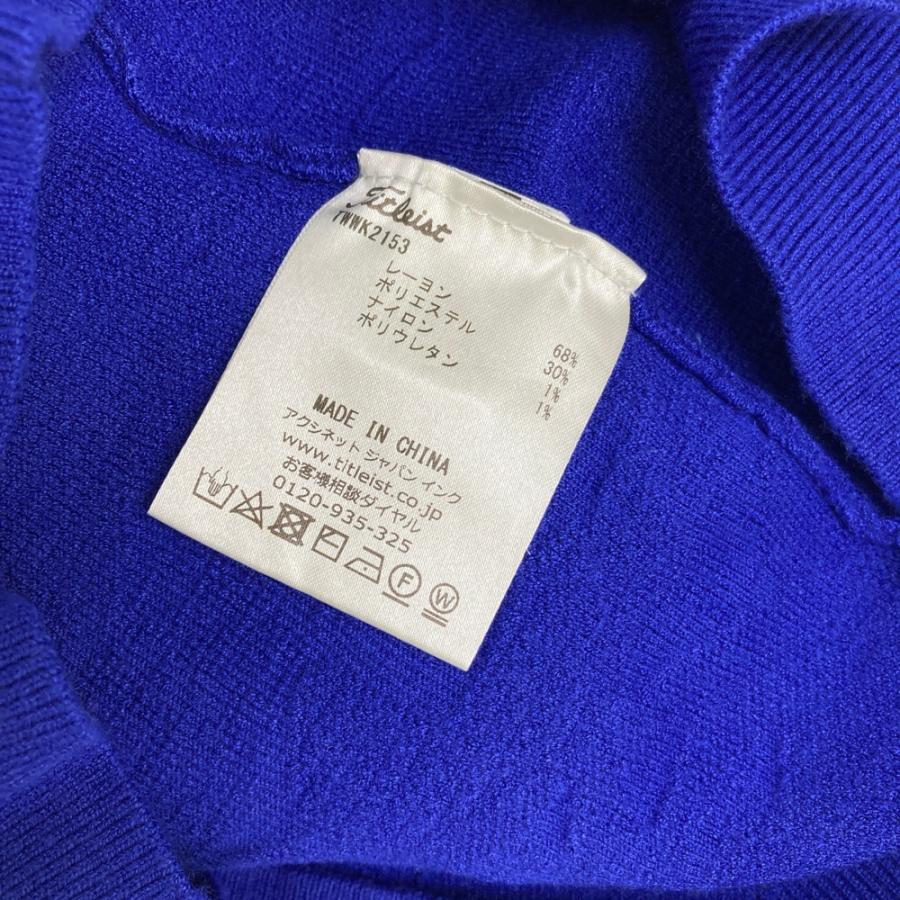 Titleist
TWWK2153
レーヨン 68%
ポリエステル 30%
ナイロン 1%
ポリウレタン 1%
MADE IN CHINA
アクシネット ジャパン インク
www.titleist.co.jp
お客様相談ダイヤル
0120-935-325
F W